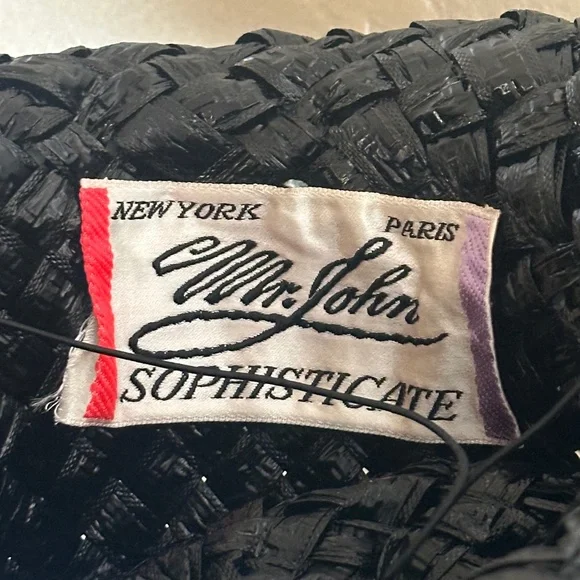 NEW YORK PARIS
Mr. John
SOPHISTICATE